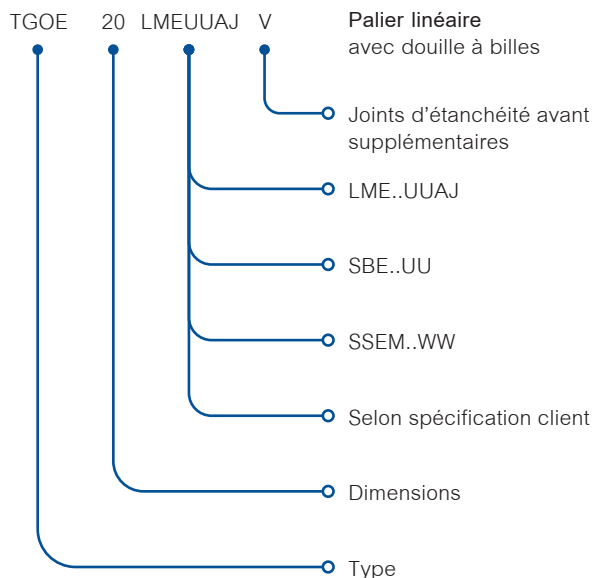 TGOE 20 LMEUUAJ V
Palier linéaire
avec douille à billes
Joints d'étanchéité avant
supplémentaires
LME..UUAJ
SBE..UU
SSEM..WW
Selon spécification client
Dimensions
Type